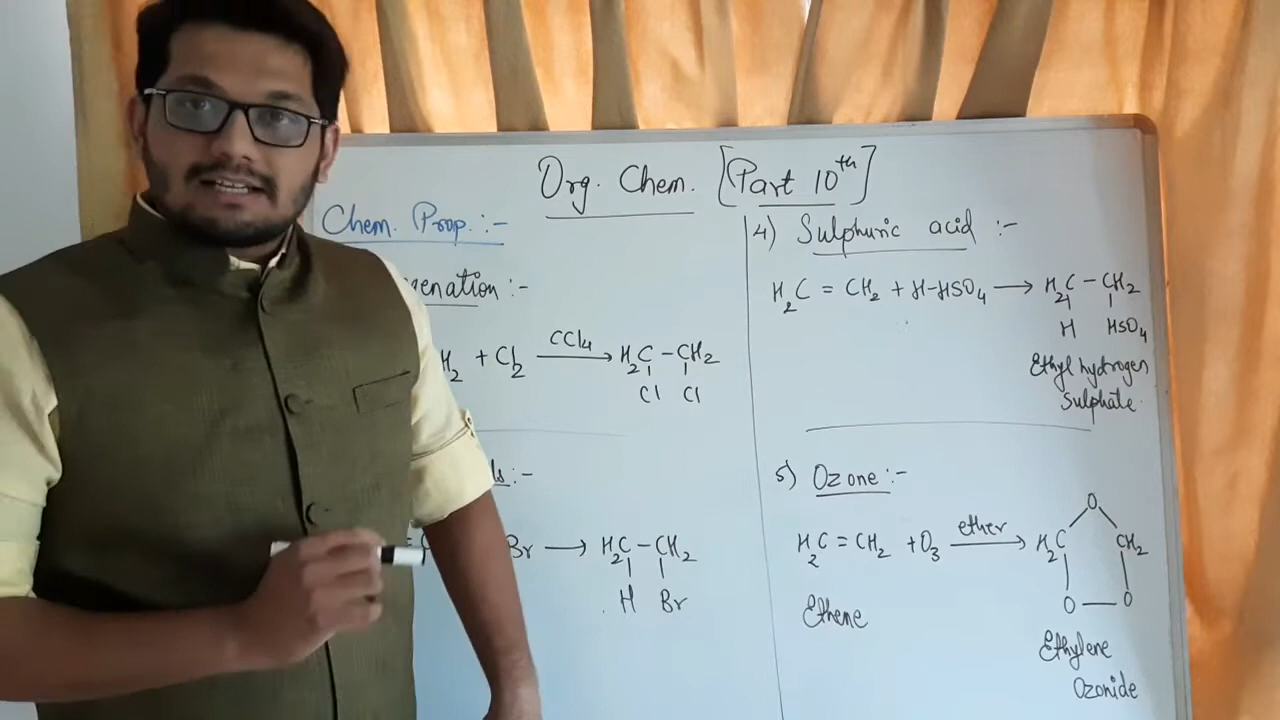 Org. Chem. [Part 10th]
Chem. Prop. :-
genation :-
H2 + Cl2 CCl4 → H2C - CH2
Cl Cl
ls :-
Br → H2C - CH2
H Br
4) Sulphuric acid :-
H2C = CH2 + H-HSO4 → H2C - CH2
H HSO4
Ethyl hydrogen
Sulphate.
5) Ozone :-
O
H2C = CH2 + O3 ether → H2C CH2
O - O
Ethene
Ethylene
Ozonide